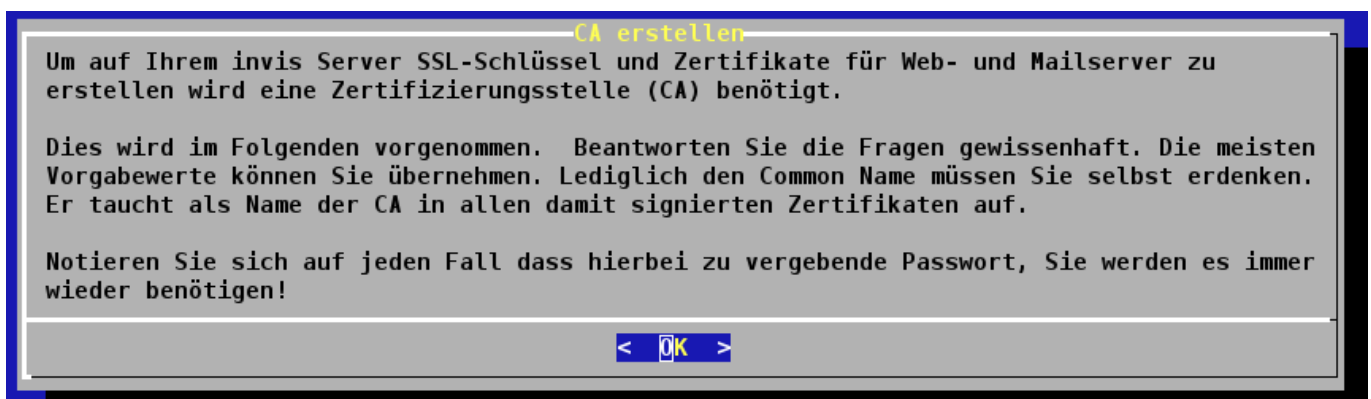 CA erstellen
Um auf Ihrem invis Server SSL-Schlüssel und Zertifikate für Web- und Mailserver zu
erstellen wird eine Zertifizierungsstelle (CA) benötigt.
Dies wird im Folgenden vorgenommen.  Beantworten Sie die Fragen gewissenhaft. Die meisten
Vorgabewerte können Sie übernehmen. Lediglich den Common Name müssen Sie selbst erdenken.
Er taucht als Name der CA in allen damit signierten Zertifikaten auf.
Notieren Sie sich auf jeden Fall dass hierbei zu vergebende Passwort, Sie werden es immer
wieder benötigen!
<  OK  >